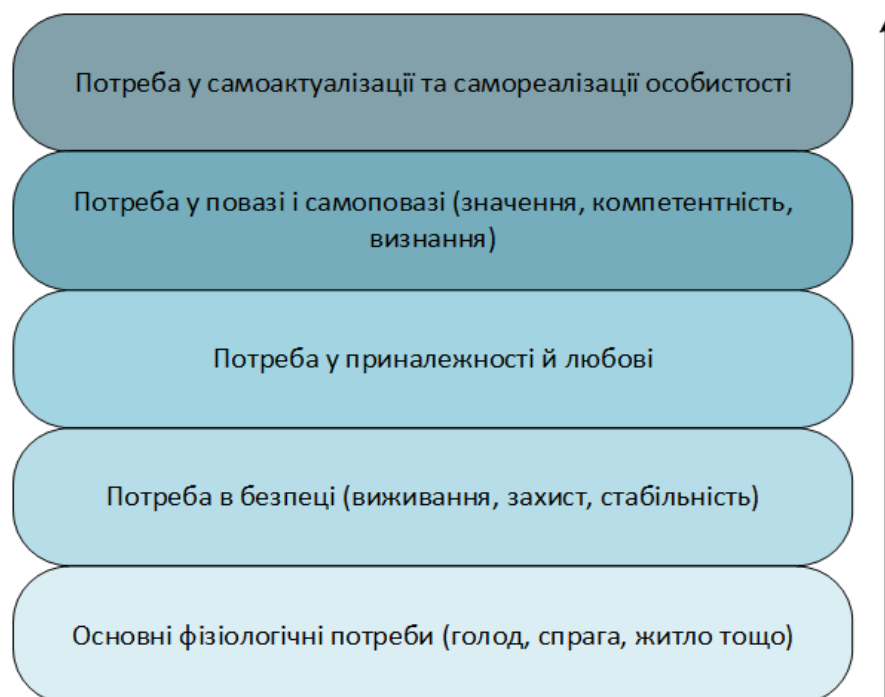 Потреба у самоактуалізації та самореалізації особистості
Потреба у повазі і самоповазі (значення, компетентність,
визнання)
Потреба у приналежності й любові
Потреба в безпеці (виживання, захист, стабільність)
Основні фізіологічні потреби (голод, спрага, житло тощо)